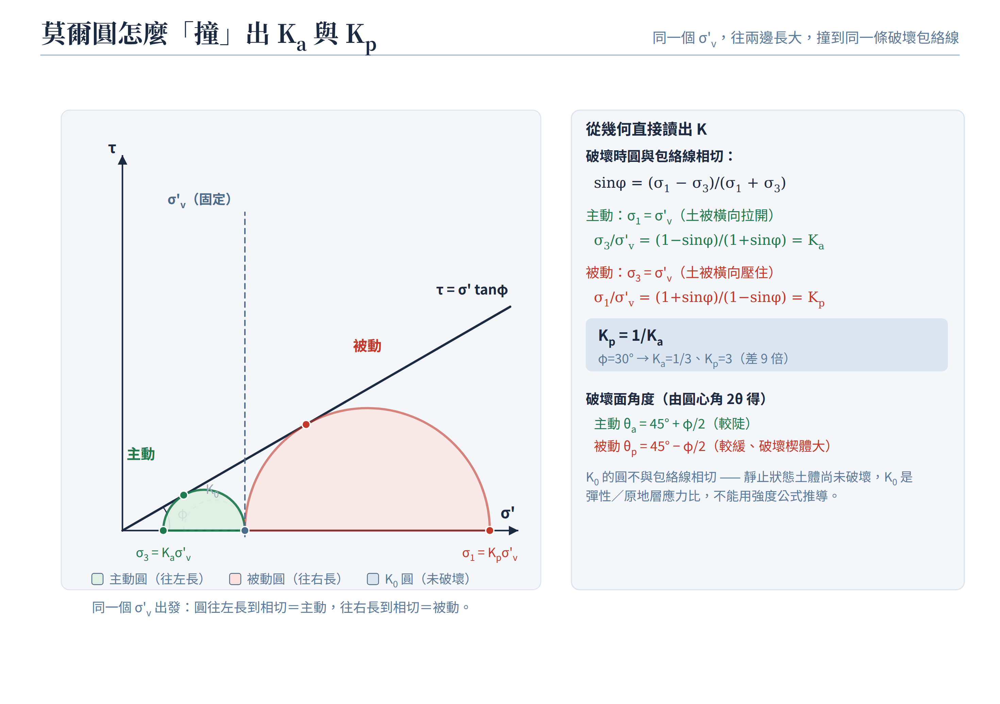 莫爾圓怎麼「撞」出 Kₐ 與 Kₚ
同一個 σ'ᵥ，往兩邊長大，撞到同一條破壞包絡線
τ
σ'ᵥ（固定）
τ = σ' tanϕ
被動
主動
K₀
ϕ
σ'
σ₃ = Kₐσ'ᵥ
σ₁ = Kₚσ'ᵥ
主動圓（往左長）
被動圓（往右長）
K₀ 圓（未破壞）
同一個 σ'ᵥ 出發：圓往左長到相切＝主動，往右長到相切＝被動。
從幾何直接讀出 K
破壞時圓與包絡線相切：
sinφ = (σ₁ − σ₃)/(σ₁ + σ₃)
主動：σ₁ = σ'ᵥ（土被橫向拉開）
σ₃/σ'ᵥ = (1−sinφ)/(1+sinφ) = Kₐ
被動：σ₃ = σ'ᵥ（土被橫向壓住）
σ₁/σ'ᵥ = (1+sinφ)/(1−sinφ) = Kₚ
Kₚ = 1/Kₐ
ϕ=30° → Kₐ=1/3、Kₚ=3（差 9 倍）
破壞面角度（由圓心角 2θ 得）
主動 θₐ = 45° + ϕ/2（較陡）
被動 θₚ = 45° − ϕ/2（較緩、破壞楔體大）
K₀ 的圓不與包絡線相切 —— 靜止狀態土體尚未破壞，K₀ 是
彈性／原地層應力比，不能用強度公式推導。